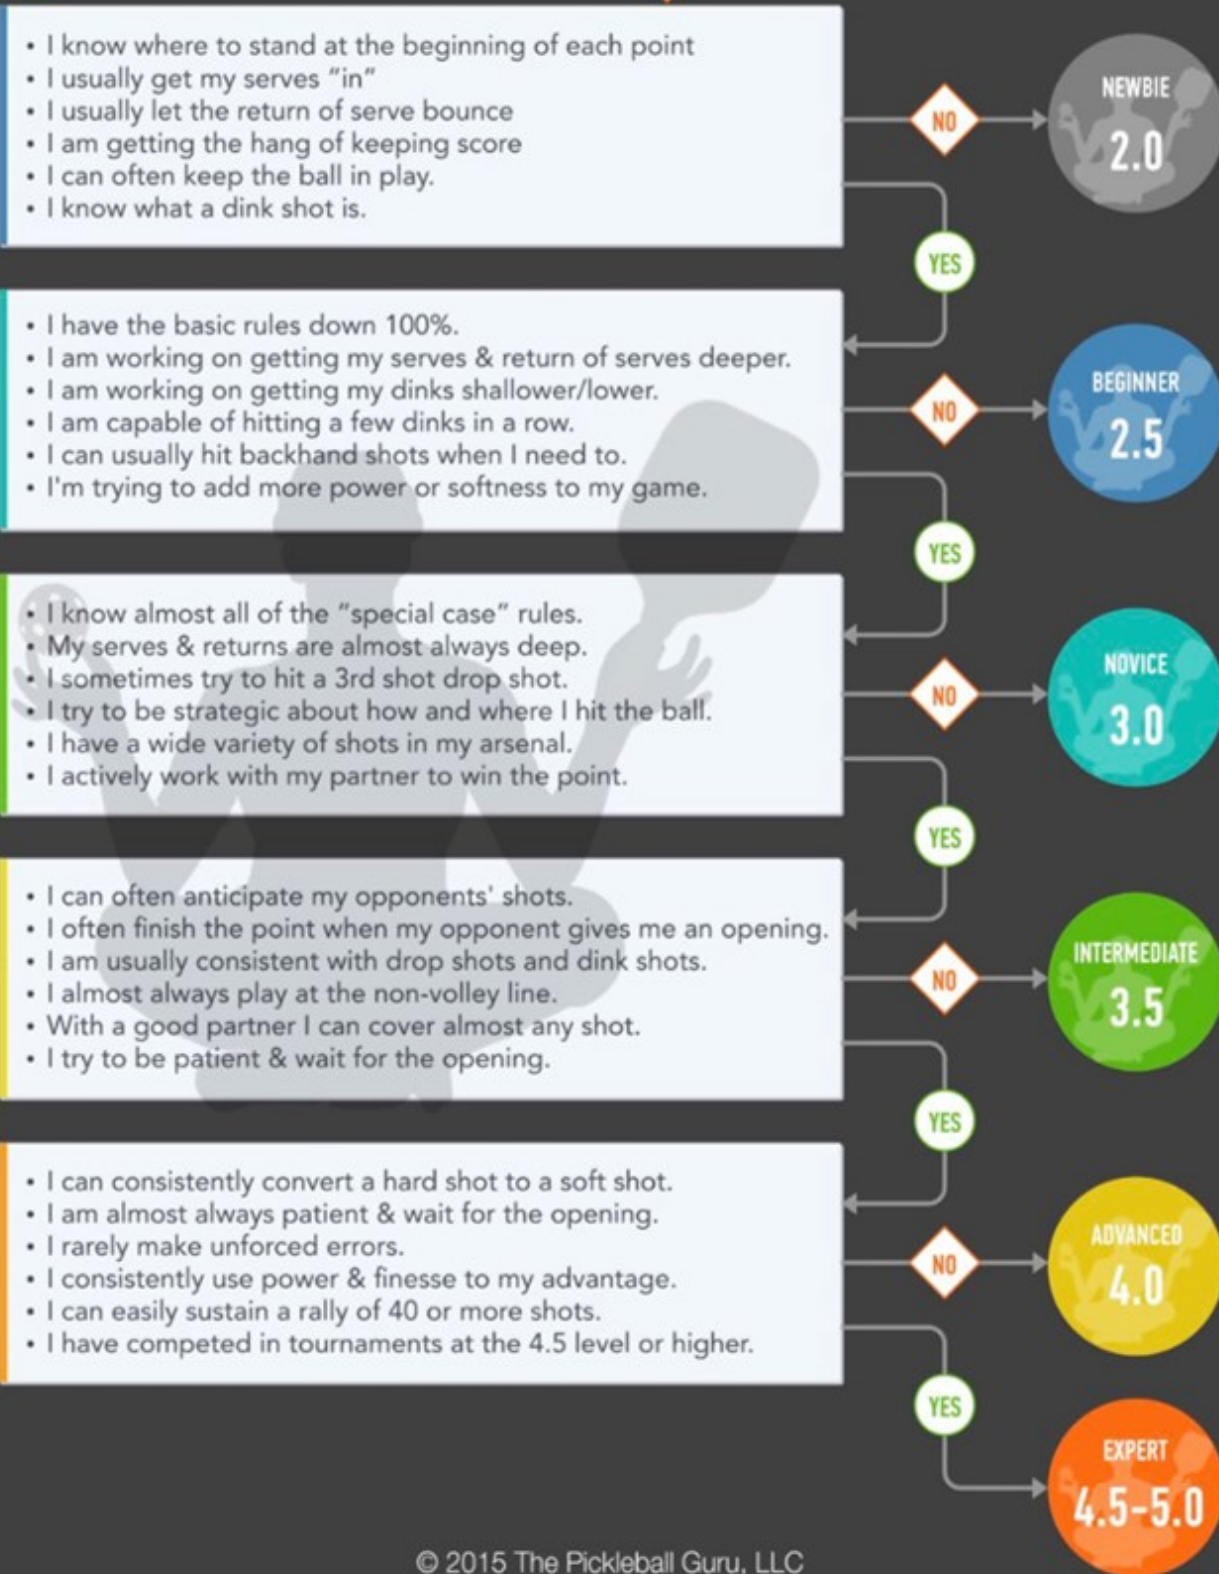 • I know where to stand at the beginning of each point
• I usually get my serves "in"
• I usually let the return of serve bounce
• I am getting the hang of keeping score
• I can often keep the ball in play.
• I know what a dink shot is.
NO
NEWBIE
2.0
YES
• I have the basic rules down 100%.
• I am working on getting my serves & return of serves deeper.
• I am working on getting my dinks shallower/lower.
• I am capable of hitting a few dinks in a row.
• I can usually hit backhand shots when I need to.
• I'm trying to add more power or softness to my game.
NO
BEGINNER
2.5
YES
• I know almost all of the "special case" rules.
• My serves & returns are almost always deep.
• I sometimes try to hit a 3rd shot drop shot.
• I try to be strategic about how and where I hit the ball.
• I have a wide variety of shots in my arsenal.
• I actively work with my partner to win the point.
NO
NOVICE
3.0
YES
• I can often anticipate my opponents' shots.
• I often finish the point when my opponent gives me an opening.
• I am usually consistent with drop shots and dink shots.
• I almost always play at the non-volley line.
• With a good partner I can cover almost any shot.
• I try to be patient & wait for the opening.
NO
INTERMEDIATE
3.5
YES
• I can consistently convert a hard shot to a soft shot.
• I am almost always patient & wait for the opening.
• I rarely make unforced errors.
• I consistently use power & finesse to my advantage.
• I can easily sustain a rally of 40 or more shots.
• I have competed in tournaments at the 4.5 level or higher.
NO
ADVANCED
4.0
YES
EXPERT
4.5-5.0
© 2015 The Pickleball Guru, LLC